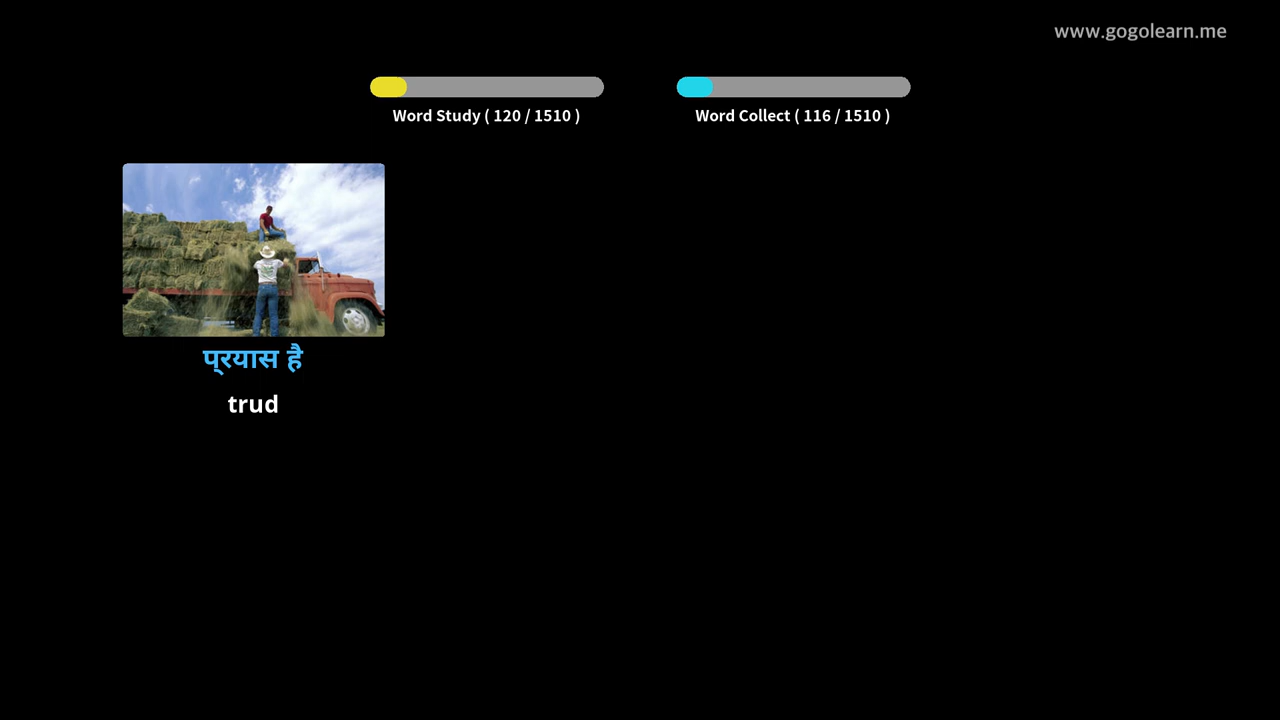 www.gogolearn.me
Word Study ( 120 / 1510 )
Word Collect ( 116 / 1510 )
प्रयास है
trud